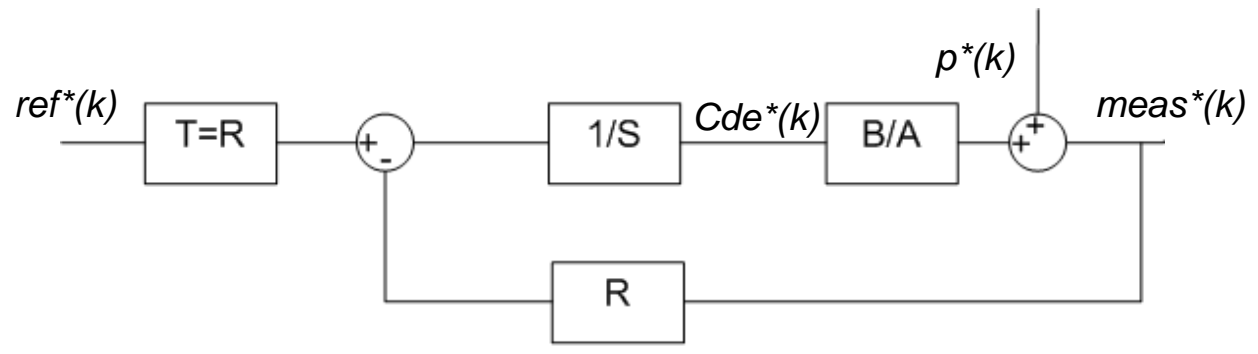 p*(k)
ref*(k)
meas*(k)
T=R
+
-
1/S
Cde*(k)
B/A
+
+
R